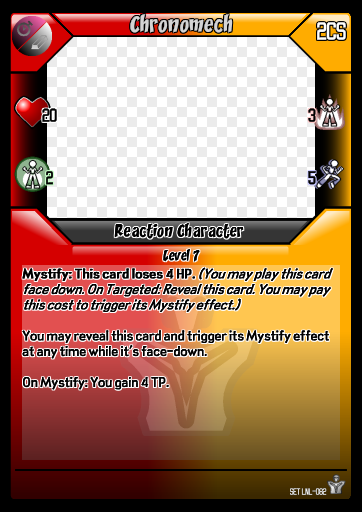 Chronomech
2CS
20
3
2
5
Reaction Character
Level 1
Mystify: This card loses 4 HP. (You may play this card
face down. On Targeted: Reveal this card. You may pay
this cost to trigger its Mystify effect.)
You may reveal this card and trigger its Mystify effect
at any time while it's face-down.
On Mystify: You gain 4 TP.
SET LNL-082